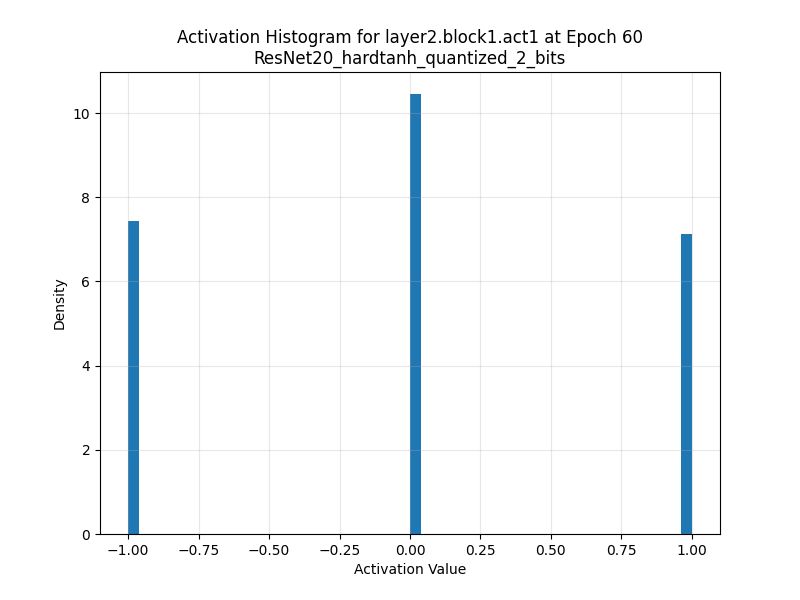 Activation Histogram for layer2.block1.act1 at Epoch 60
ResNet20_hardtanh_quantized_2_bits
Density
10
8
6
4
2
0
−1.00 −0.75 −0.50 −0.25 0.00 0.25 0.50 0.75 1.00
Activation Value